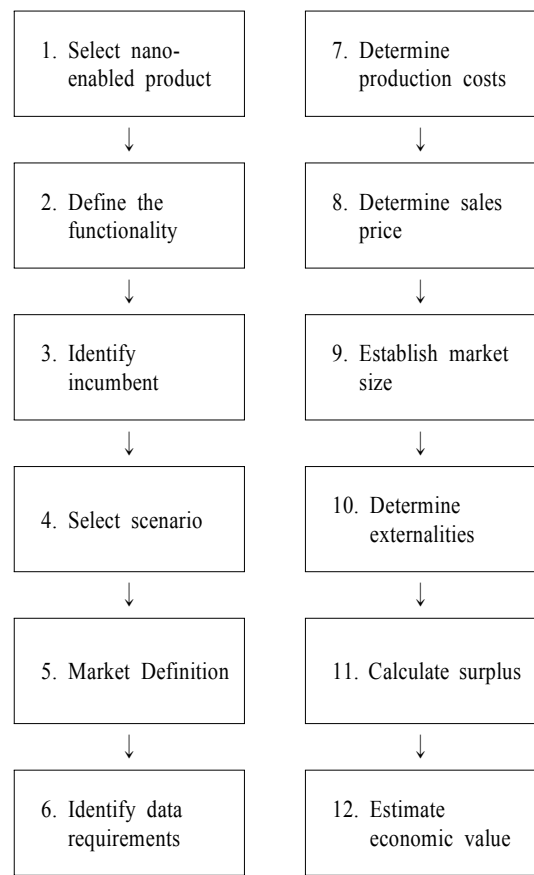 1. Select nano-
enabled product
↓
2. Define the
functionality
↓
3. Identify
incumbent
↓
4. Select scenario
↓
5. Market Definition
↓
6. Identify data
requirements
7. Determine
production costs
↓
8. Determine sales
price
↓
9. Establish market
size
↓
10. Determine
externalities
↓
11. Calculate surplus
↓
12. Estimate
economic value